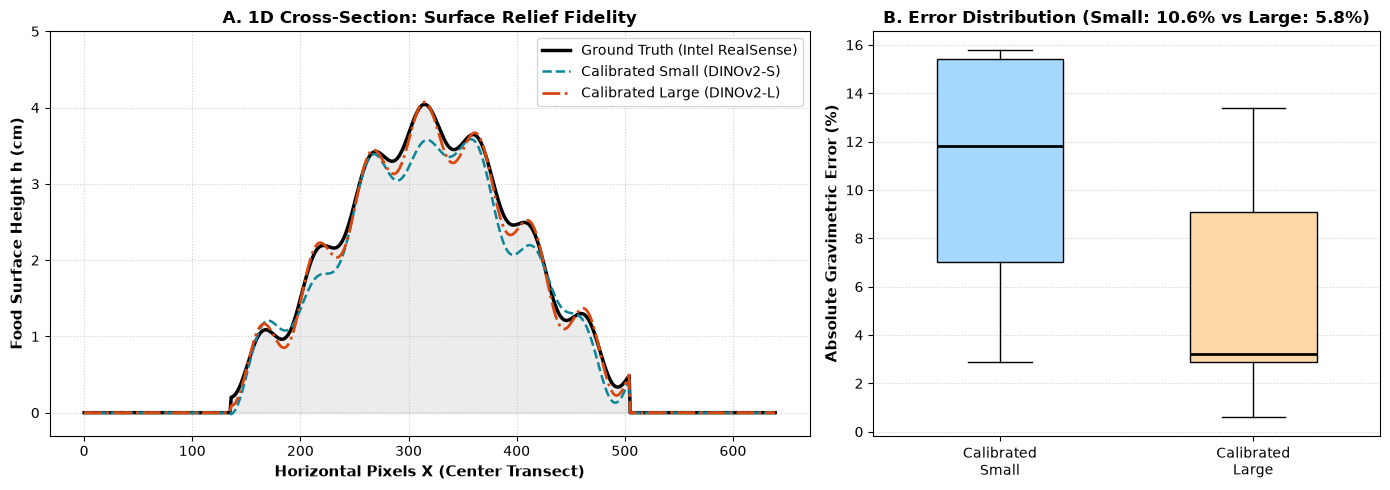 A. 1D Cross-Section: Surface Relief Fidelity
Food Surface Height h (cm)
5
4
3
2
1
0
Ground Truth (Intel RealSense)
Calibrated Small (DINOv2-S)
Calibrated Large (DINOv2-L)
0 100 200 300 400 500 600
Horizontal Pixels X (Center Transect)
B. Error Distribution (Small: 10.6% vs Large: 5.8%)
Absolute Gravimetric Error (%)
16
14
12
10
8
6
4
2
0
Calibrated
Small
Calibrated
Large